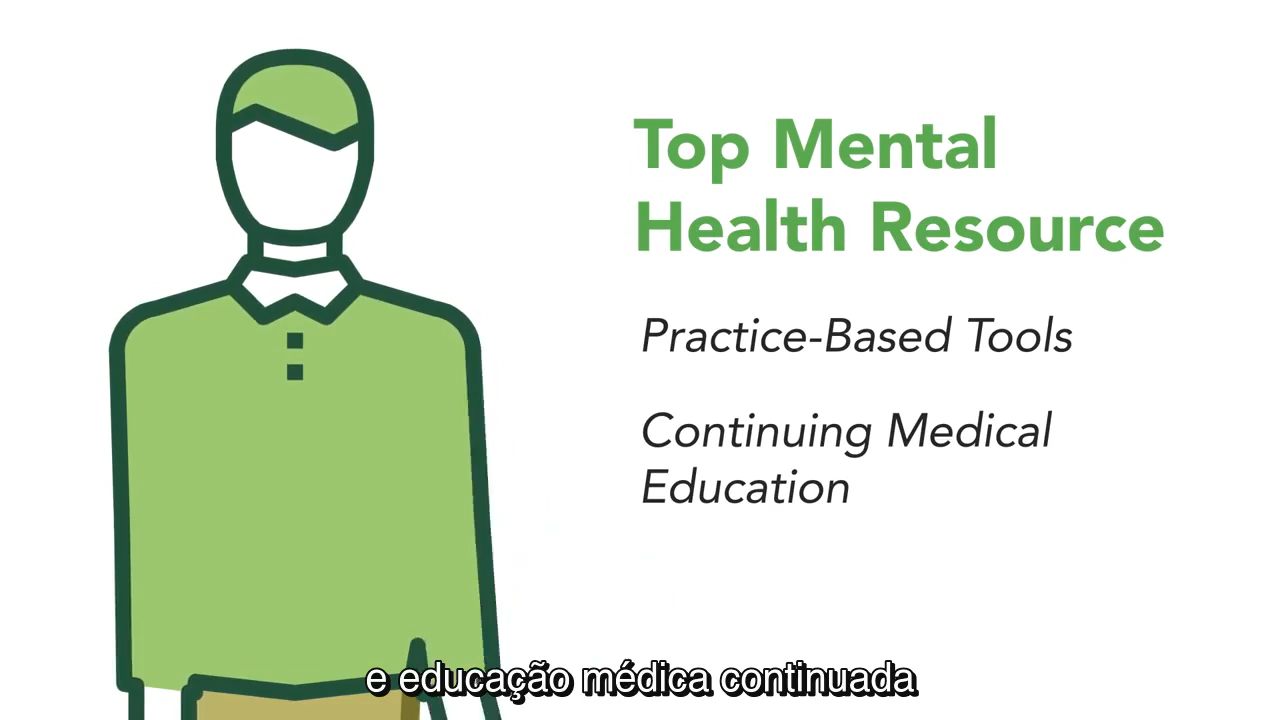 Top Mental
Health Resource
Practice-Based Tools
Continuing Medical
Education
e educação médica continuada